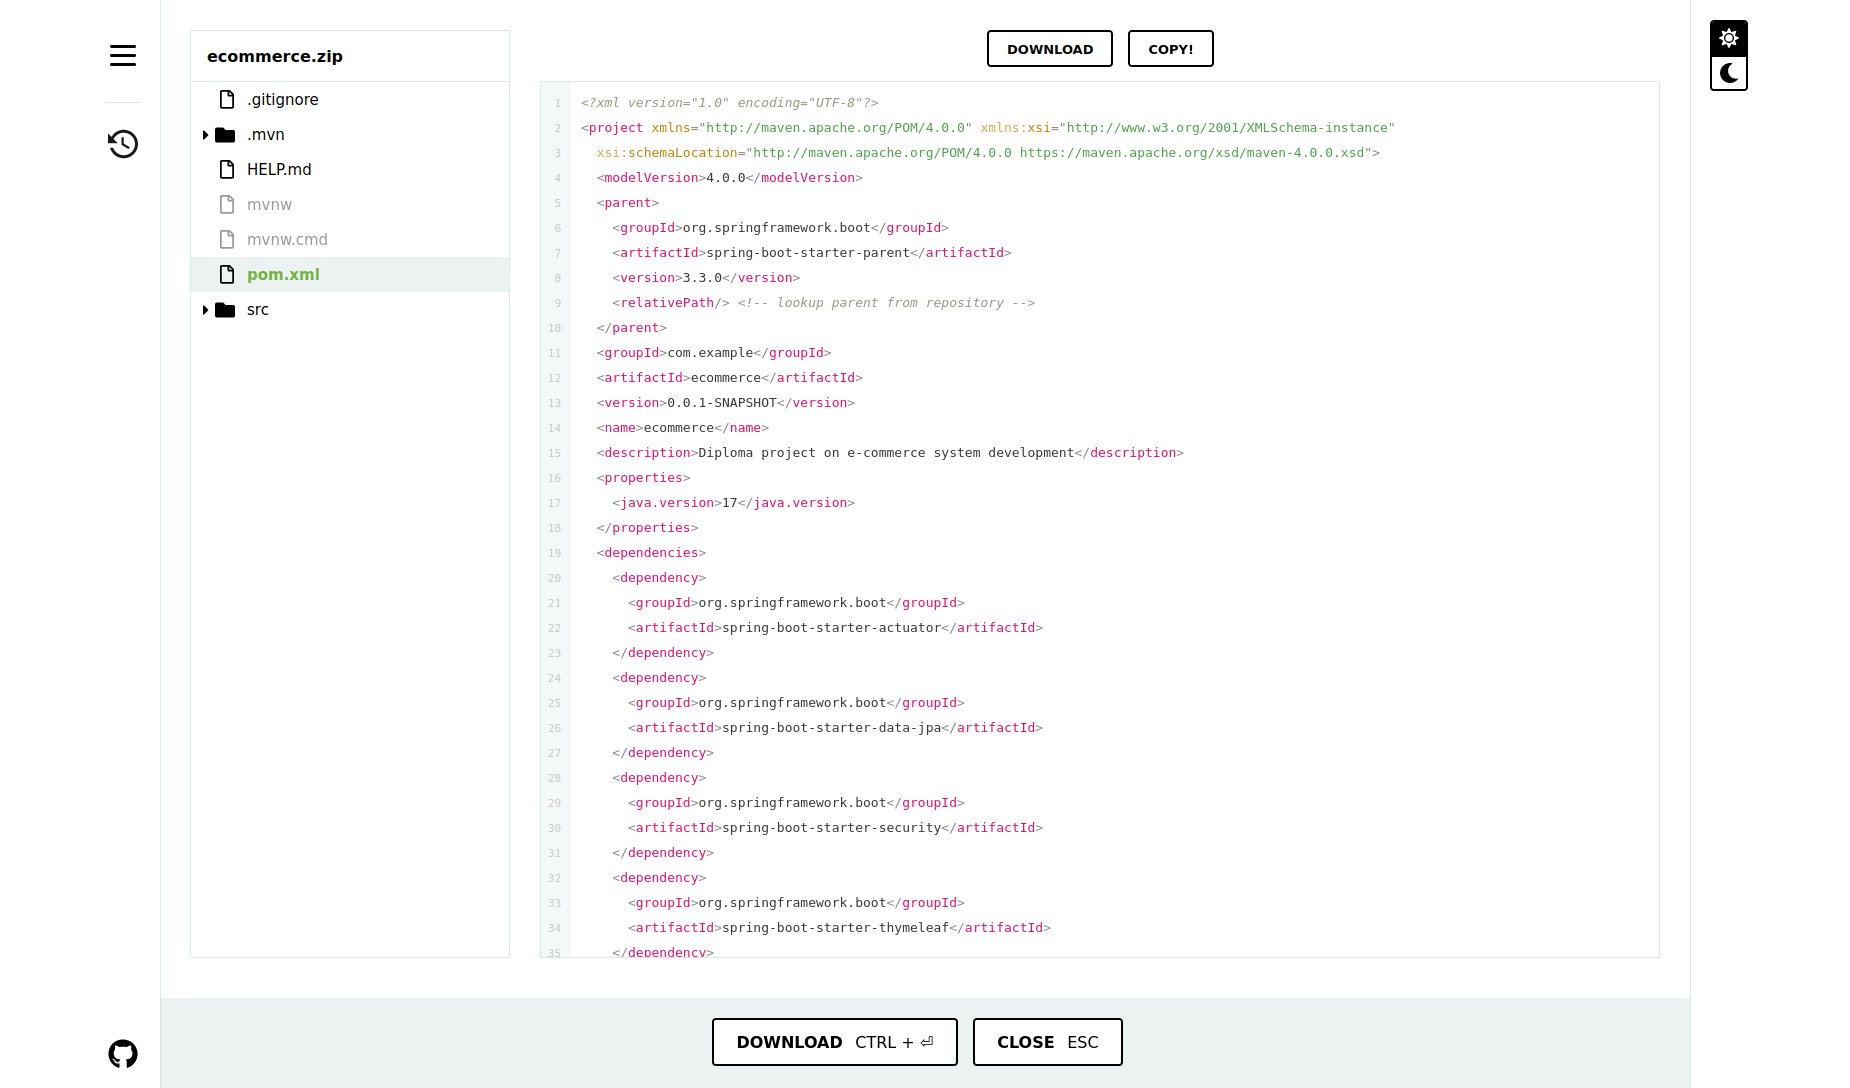 ecommerce.zip
.gitignore
.mvn
HELP.md
mvnw
mvnw.cmd
pom.xml
src
DOWNLOAD COPY!
1 <?xml version="1.0" encoding="UTF-8"?>
2 <project xmlns="http://maven.apache.org/POM/4.0.0" xmlns:xsi="http://www.w3.org/2001/XMLSchema-instance"
3   xsi:schemaLocation="http://maven.apache.org/POM/4.0.0 https://maven.apache.org/xsd/maven-4.0.0.xsd">
4   <modelVersion>4.0.0</modelVersion>
5   <parent>
6     <groupId>org.springframework.boot</groupId>
7     <artifactId>spring-boot-starter-parent</artifactId>
8     <version>3.3.0</version>
9     <relativePath/> <!-- lookup parent from repository -->
10   </parent>
11   <groupId>com.example</groupId>
12   <artifactId>ecommerce</artifactId>
13   <version>0.0.1-SNAPSHOT</version>
14   <name>ecommerce</name>
15   <description>Diploma project on e-commerce system development</description>
16   <properties>
17     <java.version>17</java.version>
18   </properties>
19   <dependencies>
20     <dependency>
21       <groupId>org.springframework.boot</groupId>
22       <artifactId>spring-boot-starter-actuator</artifactId>
23     </dependency>
24     <dependency>
25       <groupId>org.springframework.boot</groupId>
26       <artifactId>spring-boot-starter-data-jpa</artifactId>
27     </dependency>
28     <dependency>
29       <groupId>org.springframework.boot</groupId>
30       <artifactId>spring-boot-starter-security</artifactId>
31     </dependency>
32     <dependency>
33       <groupId>org.springframework.boot</groupId>
34       <artifactId>spring-boot-starter-thymeleaf</artifactId>
35     </dependency>
DOWNLOAD CTRL + ⏎ CLOSE ESC